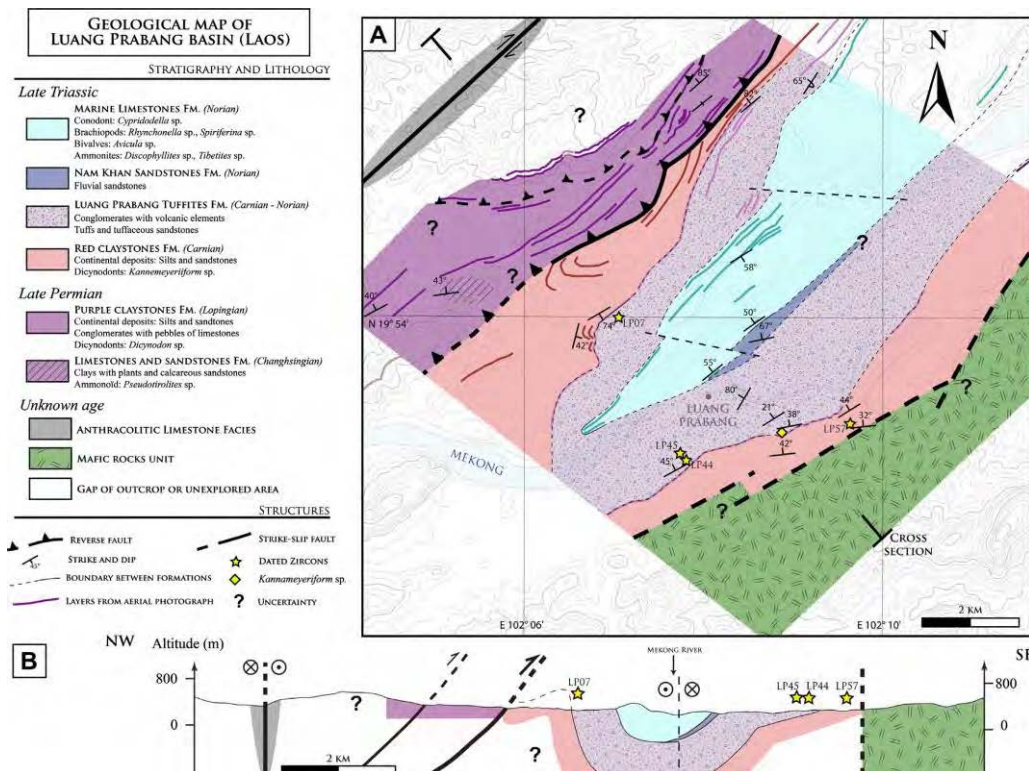 GEOLOGICAL MAP OF
LUANG PRABANG BASIN (LAOS)
STRATIGRAPHY AND LITHOLOGY
Late Triassic
MARINE LIMESTONES FM. (Norian)
Conodont: Cypridodella sp.
Brachiopods: Rhynchonella sp., Spiriferina sp.
Bivalves: Avicula sp.
Ammonites: Discophyllites sp., Tibetites sp.
NAM KHAN SANDSTONES FM. (Norian)
Fluvial sandstones
LUANG PRABANG TUFFITES FM. (Carnian - Norian)
Conglomerates with volcanic elements
Tuffs and tuffaceous sandstones
RED CLAYSTONES FM. (Carnian)
Continental deposits: Silts and sandstones
Dicynodonts: Kannemeyeriiform sp.
Late Permian
PURPLE CLAYSTONES FM. (Lopingian)
Continental deposits: Silts and sandtones
Conglomerates with pebbles of limestones
Dicynodonts: Dicynodon sp.
LIMESTONES AND SANDSTONES FM. (Changhsingian)
Clays with plants and calcareous sandstones
Ammonoïd: Pseudotirolites sp.
Unknown age
ANTHRACOLITIC LIMESTONE FACIES
MAFIC ROCKS UNIT
GAP OF OUTCROP OR UNEXPLORED AREA
STRUCTURES
REVERSE FAULT
STRIKE-SLIP FAULT
45°
STRIKE AND DIP
DATED ZIRCONS
BOUNDARY BETWEEN FORMATIONS
Kannameyeriform sp.
LAYERS FROM AERIAL PHOTOGRAPH
? UNCERTAINTY
A
N
85°
65°
82°
?
?
?
?
58°
43°
40°
N 19° 54'
50°
74°
LP07
67°
42°
55°
80°
LUANG
PRABANG
21°
38°
44°
32°
LP57
?
42°
LP45
LP44
45°
MEKONG
?
CROSS
SECTION
E 102° 06'
E 102° 10'
2 KM
B
NW
Altitude (m)
MEKONG RIVER
SE
800
LP07
LP45
LP44
LP57
800
0
?
?
0
2 KM